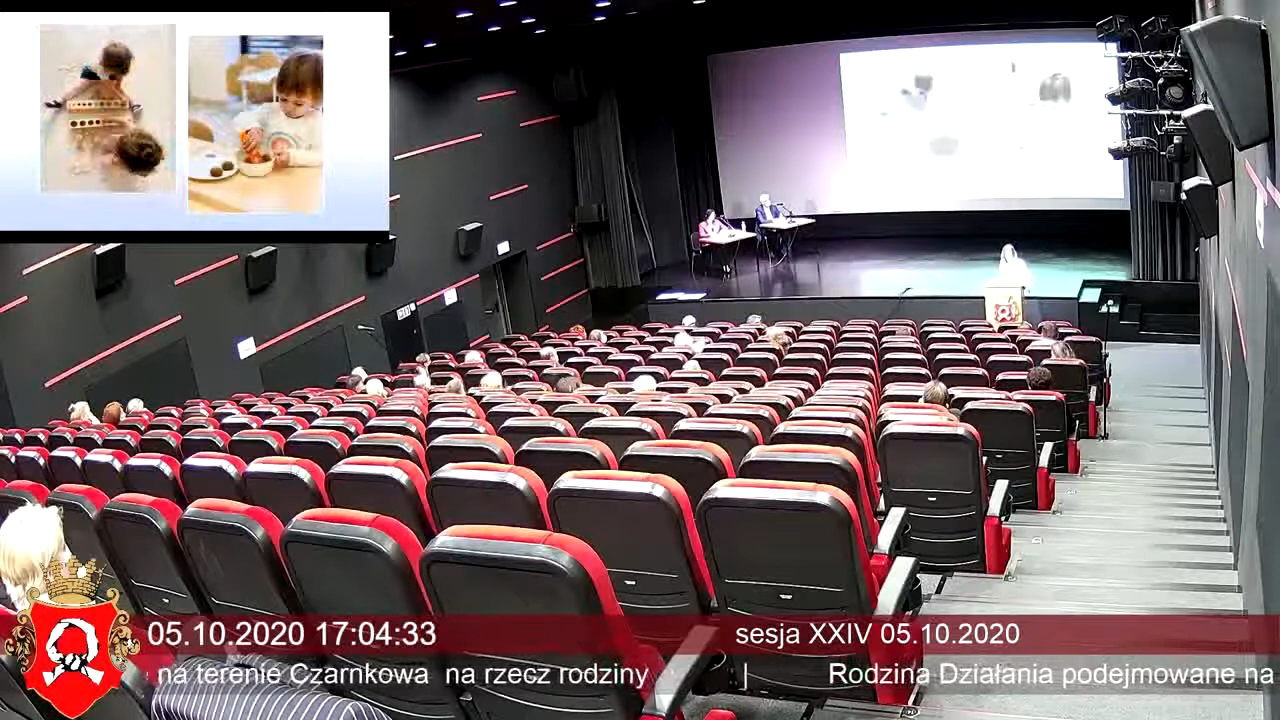 05.10.2020 17:04:33
sesja XXIV 05.10.2020
na terenie Czarnkowa na rzecz rodziny | Rodzina Działania podejmowane na